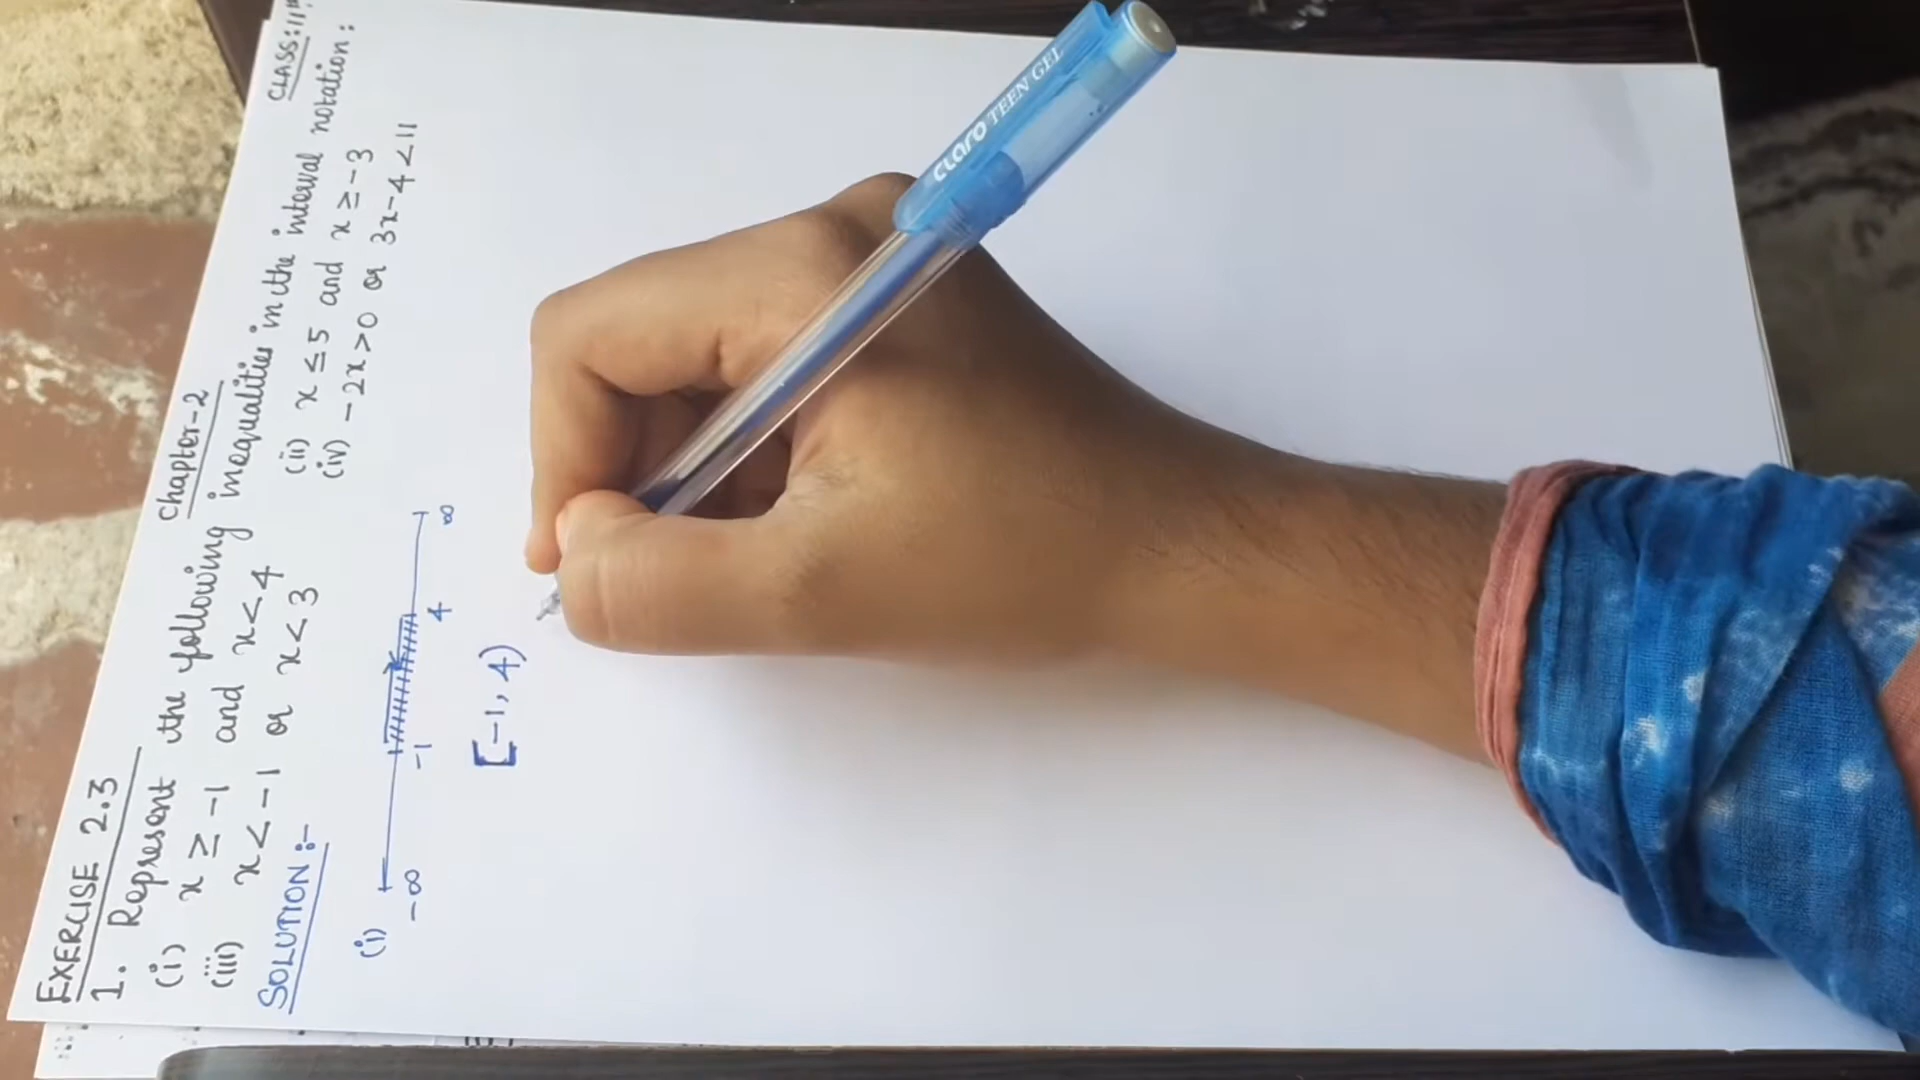 CLASS:11th
Chapter-2
EXERCISE 2.3
1. Represent the following inequalities in the interval notation:
(i) x ≥ -1 and x < 4 (ii) x ≤ 5 and x ≥ -3
(iii) x < -1 or x < 3 (iv) -2x > 0 or 3x-4 < 11
SOLUTION:-
(i)
-∞ -1 4 ∞
[-1, 4)
CLARO TEEN GEL